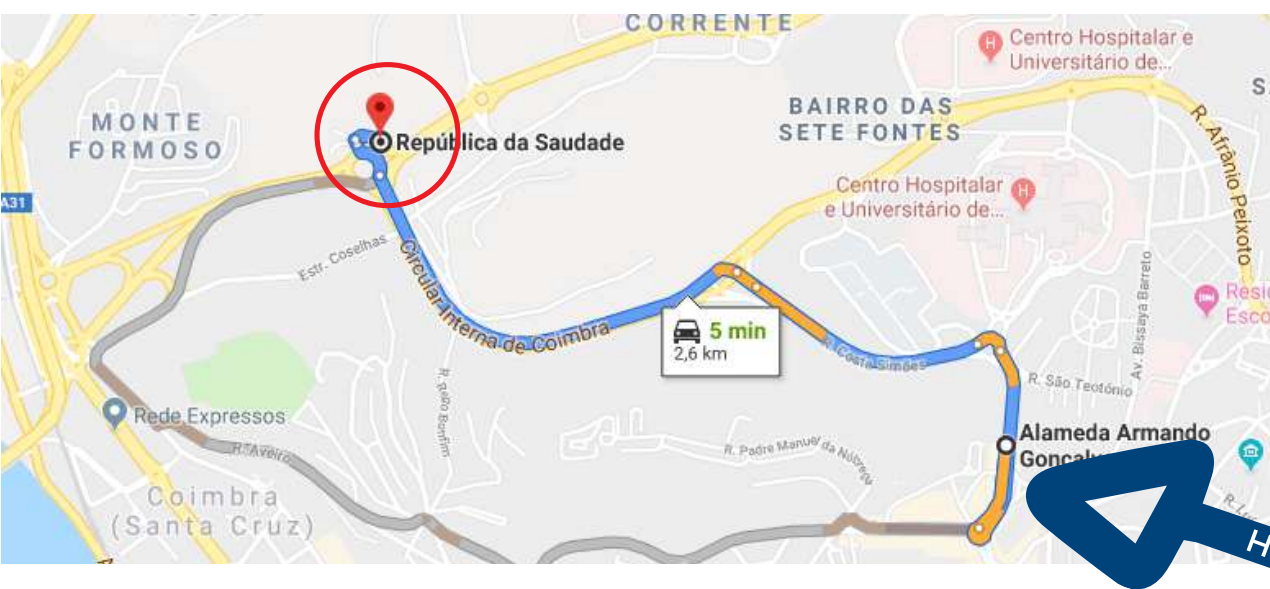 CORRENTE
H
Centro Hospitalar e
Universitário de...
S
MONTE
FORMOSO
República da Saudade
BAIRRO DAS
SETE FONTES
R. Afrânio Peixoto
A31
Centro Hospitalar
e Universitário de...
H
Estr. Coselhas
Circular Interna de Coimbra
5 min
2,6 km
R. Costa Simões
Av. Bissaya Barreto
Resi
Esco
R. São Teotónio
Rede Expressos
R. Aveiro
R. Padre Manuel da Nóbrega
Alameda Armando
Coimbra
(Santa Cruz)
H